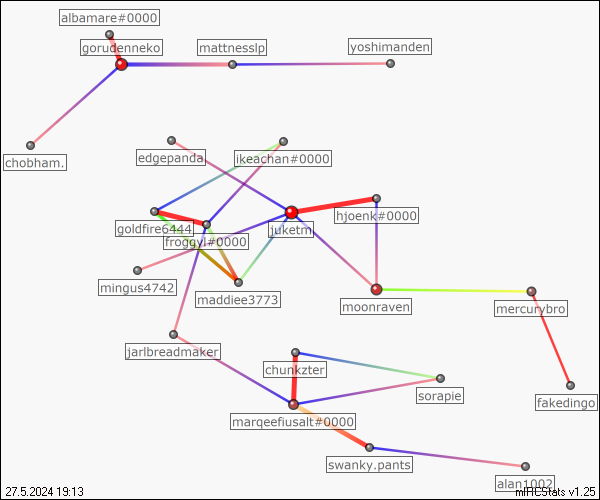 albamare#0000
gorudenneko
mattnesslp
yoshimanden
chobham.
edgepanda
ikeachan#0000
goldfire6444
juketm
hjoenk#0000
froggyl#0000
mingus4742
maddiee3773
moonraven
mercurybro
jarlbreadmaker
chunkzter
sorapie
fakedingo
marqeefiusalt#0000
swanky.pants
alan1002
27.5.2024 19:13
mIRCStats v1.25